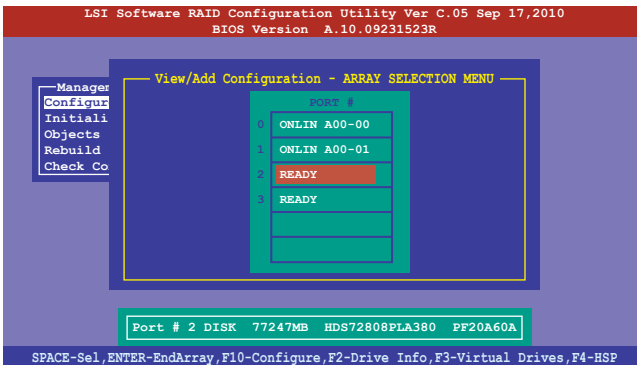 LSI Software RAID Configuration Utility Ver C.05 Sep 17,2010
BIOS Version A.10.09231523R
View/Add Configuration - ARRAY SELECTION MENU
Managem
Configur
Initiali
Objects
Rebuild
Check Co
PORT #
0 ONLIN A00-00
1 ONLIN A00-01
2 READY
3 READY
Port # 2 DISK 77247MB HDS72808PLA380 PF20A60A
SPACE-Sel,ENTER-EndArray,F10-Configure,F2-Drive Info,F3-Virtual Drives,F4-HSP